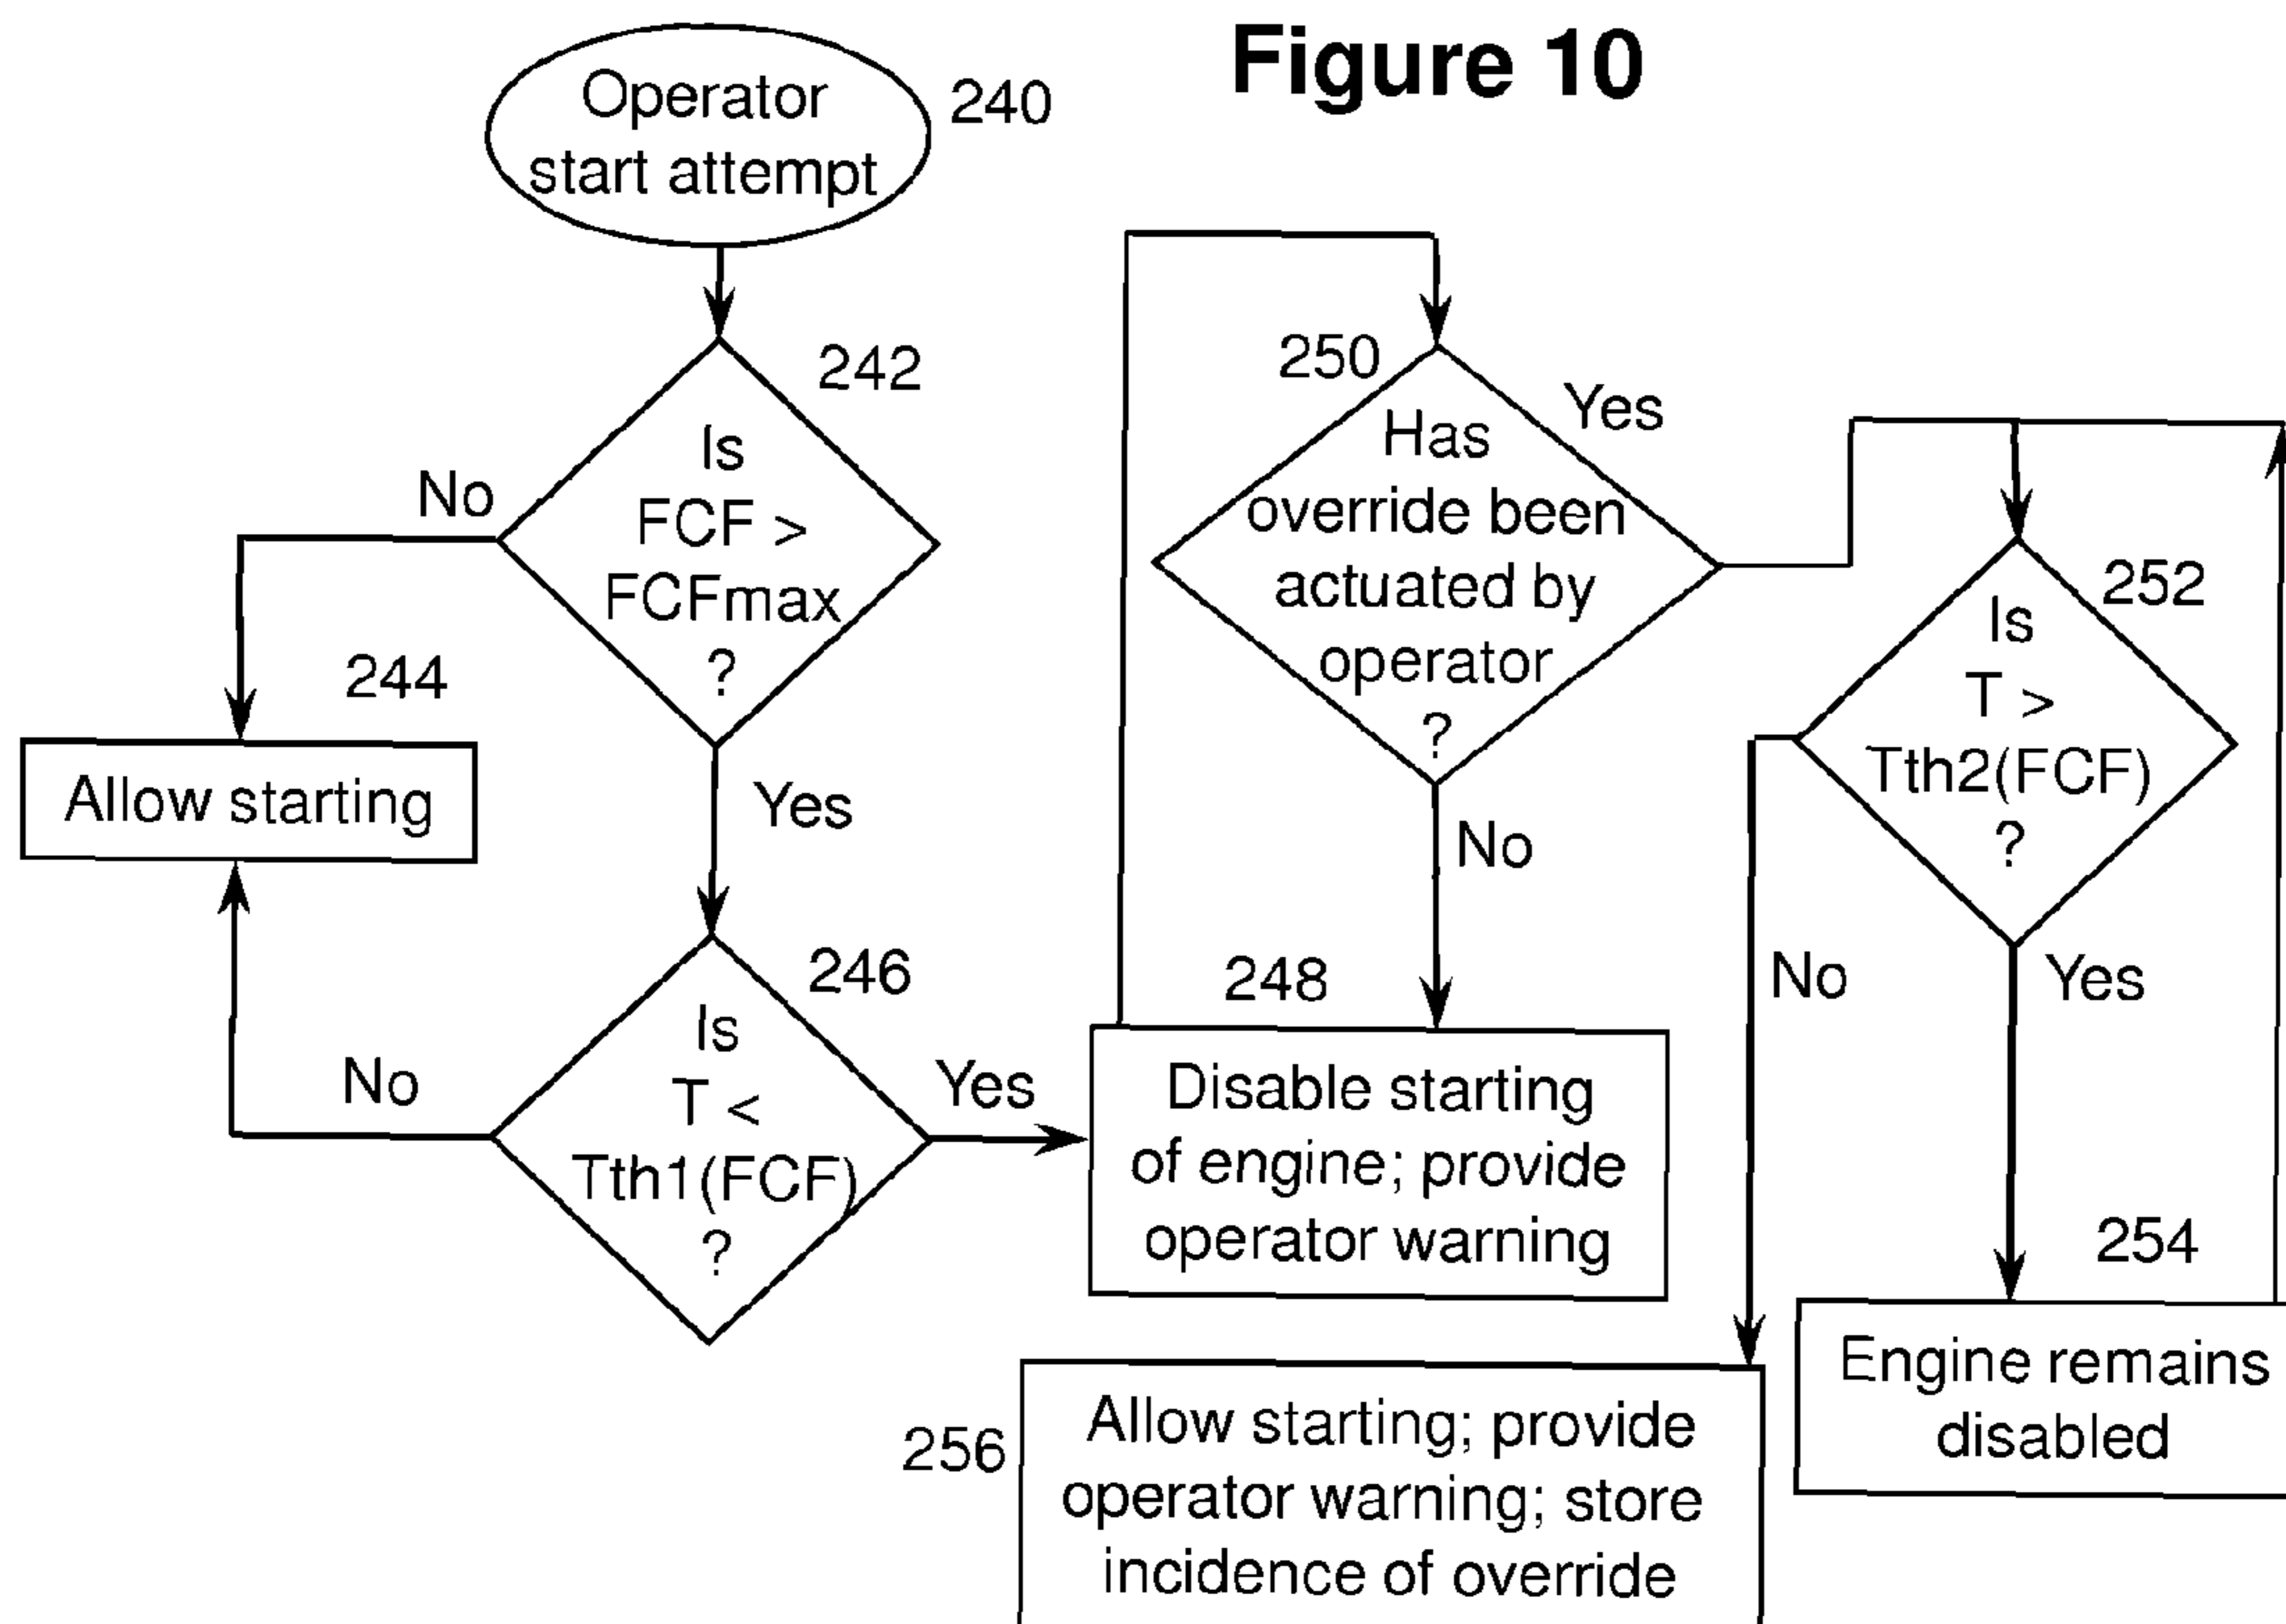 Figure 10
Operator
start attempt
240
242
Is
FCF >
FCFmax
?
No
Yes
244
Allow starting
246
Is
T <
Tth1(FCF)
?
No
Yes
248
Disable starting
of engine; provide
operator warning
250
Has
override been
actuated by
operator
?
Yes
No
252
Is
T >
Tth2(FCF)
?
No
Yes
254
Engine remains
disabled
256
Allow starting; provide
operator warning; store
incidence of override